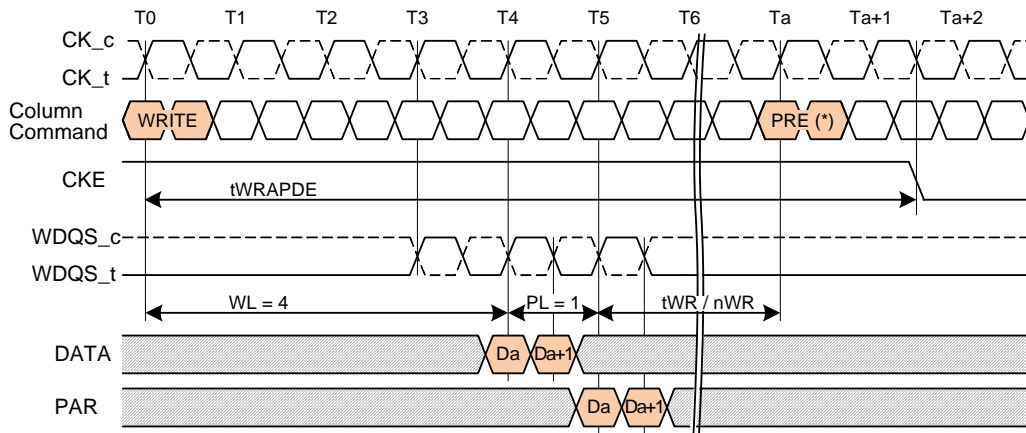 T0 T1 T2 T3 T4 T5 T6 Ta Ta+1 Ta+2
CK_c
CK_t
Column
Command
WRITE PRE (*)
CKE
tWRAPDE
WDQS_c
WDQS_t
WL = 4 PL = 1 tWR / nWR
DATA Da Da+1
PAR Da Da+1